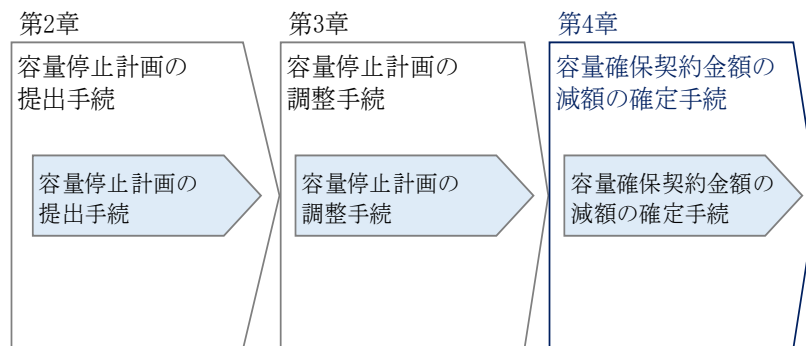 第2章
容量停止計画の
提出手続
容量停止計画の
提出手続
第3章
容量停止計画の
調整手続
容量停止計画の
調整手続
第4章
容量確保契約金額の
減額の確定手続
容量確保契約金額の
減額の確定手続